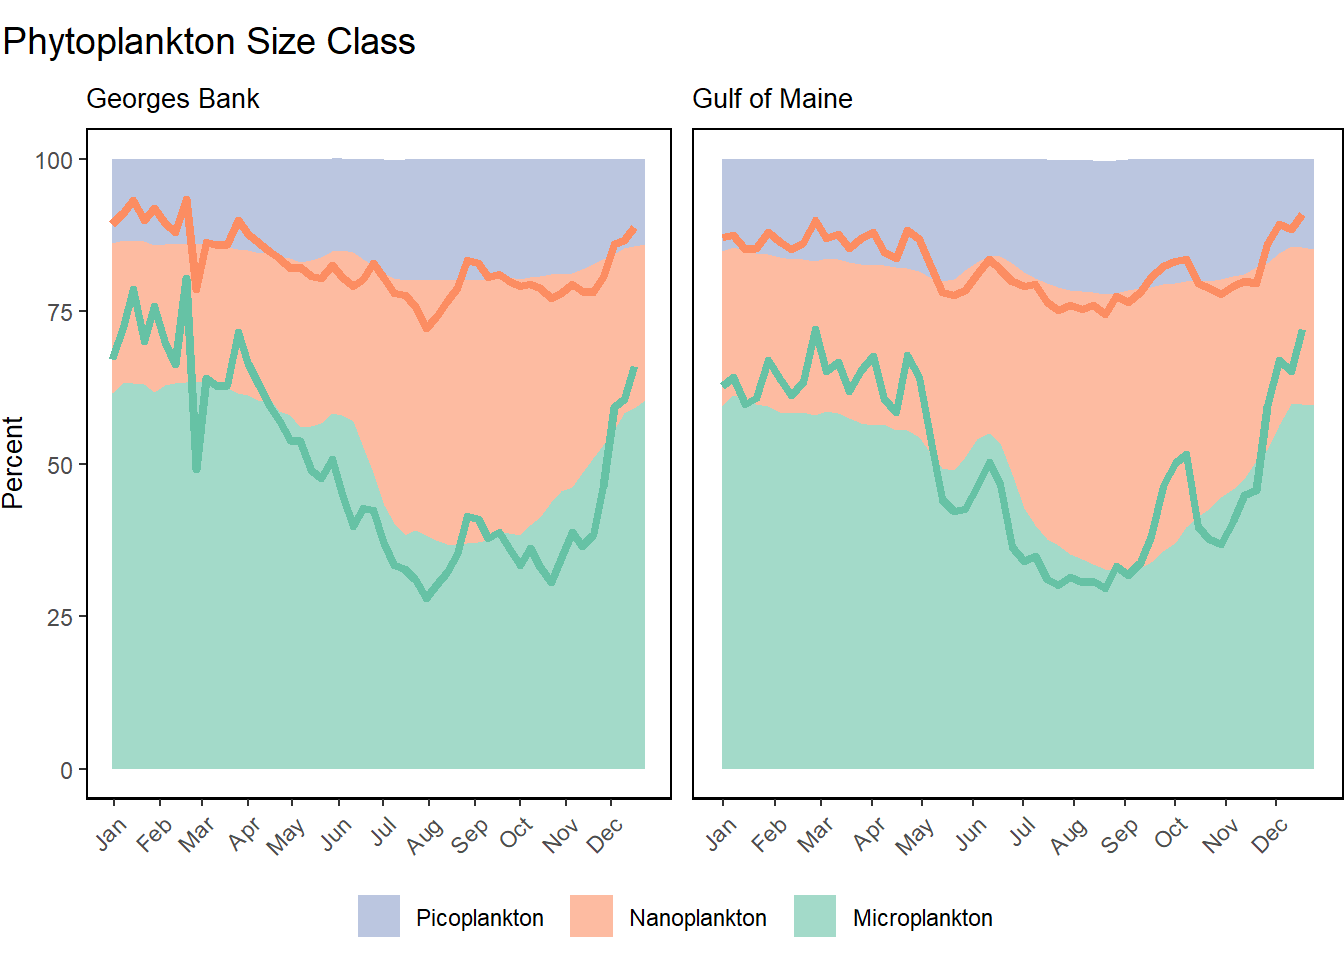 Phytoplankton Size Class
Georges Bank
Gulf of Maine
Percent
100
75
50
25
0
Jan Feb Mar Apr May Jun Jul Aug Sep Oct Nov Dec
Jan Feb Mar Apr May Jun Jul Aug Sep Oct Nov Dec
Picoplankton Nanoplankton Microplankton